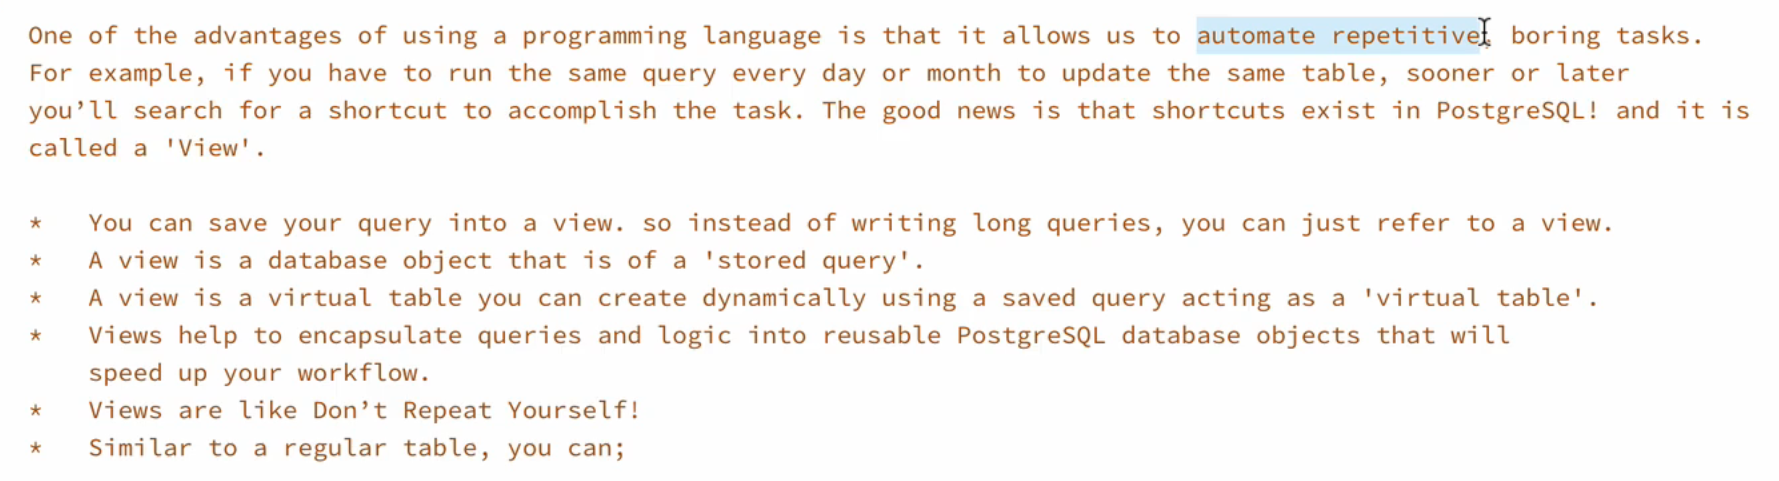 One of the advantages of using a programming language is that it allows us to automate repetitive, boring tasks.
For example, if you have to run the same query every day or month to update the same table, sooner or later
you’ll search for a shortcut to accomplish the task. The good news is that shortcuts exist in PostgreSQL! and it is
called a 'View'.
* You can save your query into a view. so instead of writing long queries, you can just refer to a view.
* A view is a database object that is of a 'stored query'.
* A view is a virtual table you can create dynamically using a saved query acting as a 'virtual table'.
* Views help to encapsulate queries and logic into reusable PostgreSQL database objects that will
speed up your workflow.
* Views are like Don’t Repeat Yourself!
* Similar to a regular table, you can;